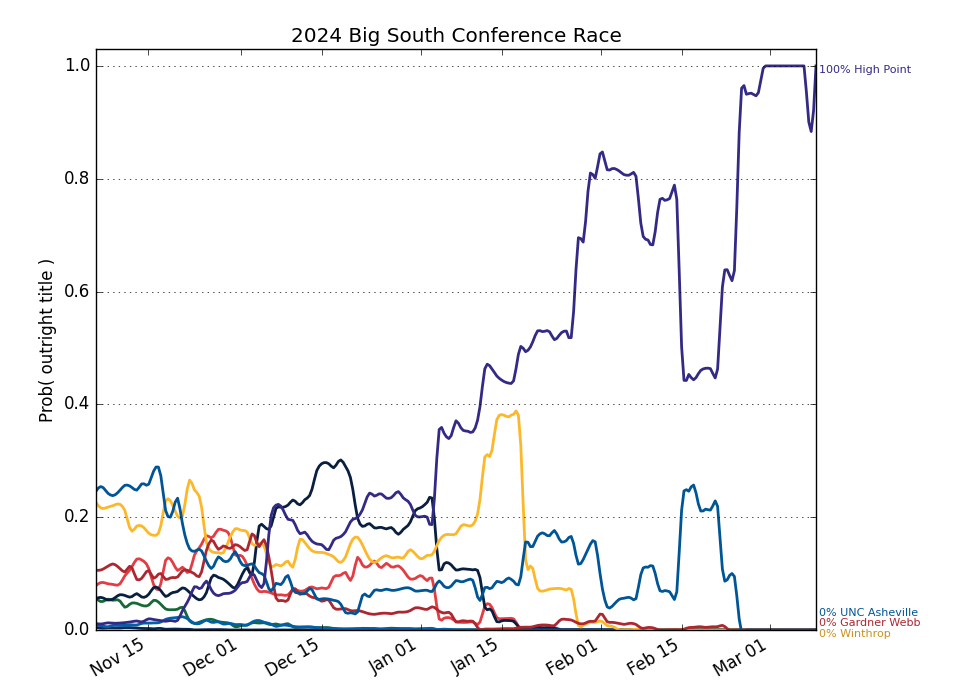 2024 Big South Conference Race
1.0
100% High Point
0.8
0.6
Prob( outright title )
0.4
0.2
0% UNC Asheville
0% Gardner Webb
0.0
0% Winthrop
Nov 15
Dec 01
Dec 15
Jan 01
Jan 15
Feb 01
Feb 15
Mar 01